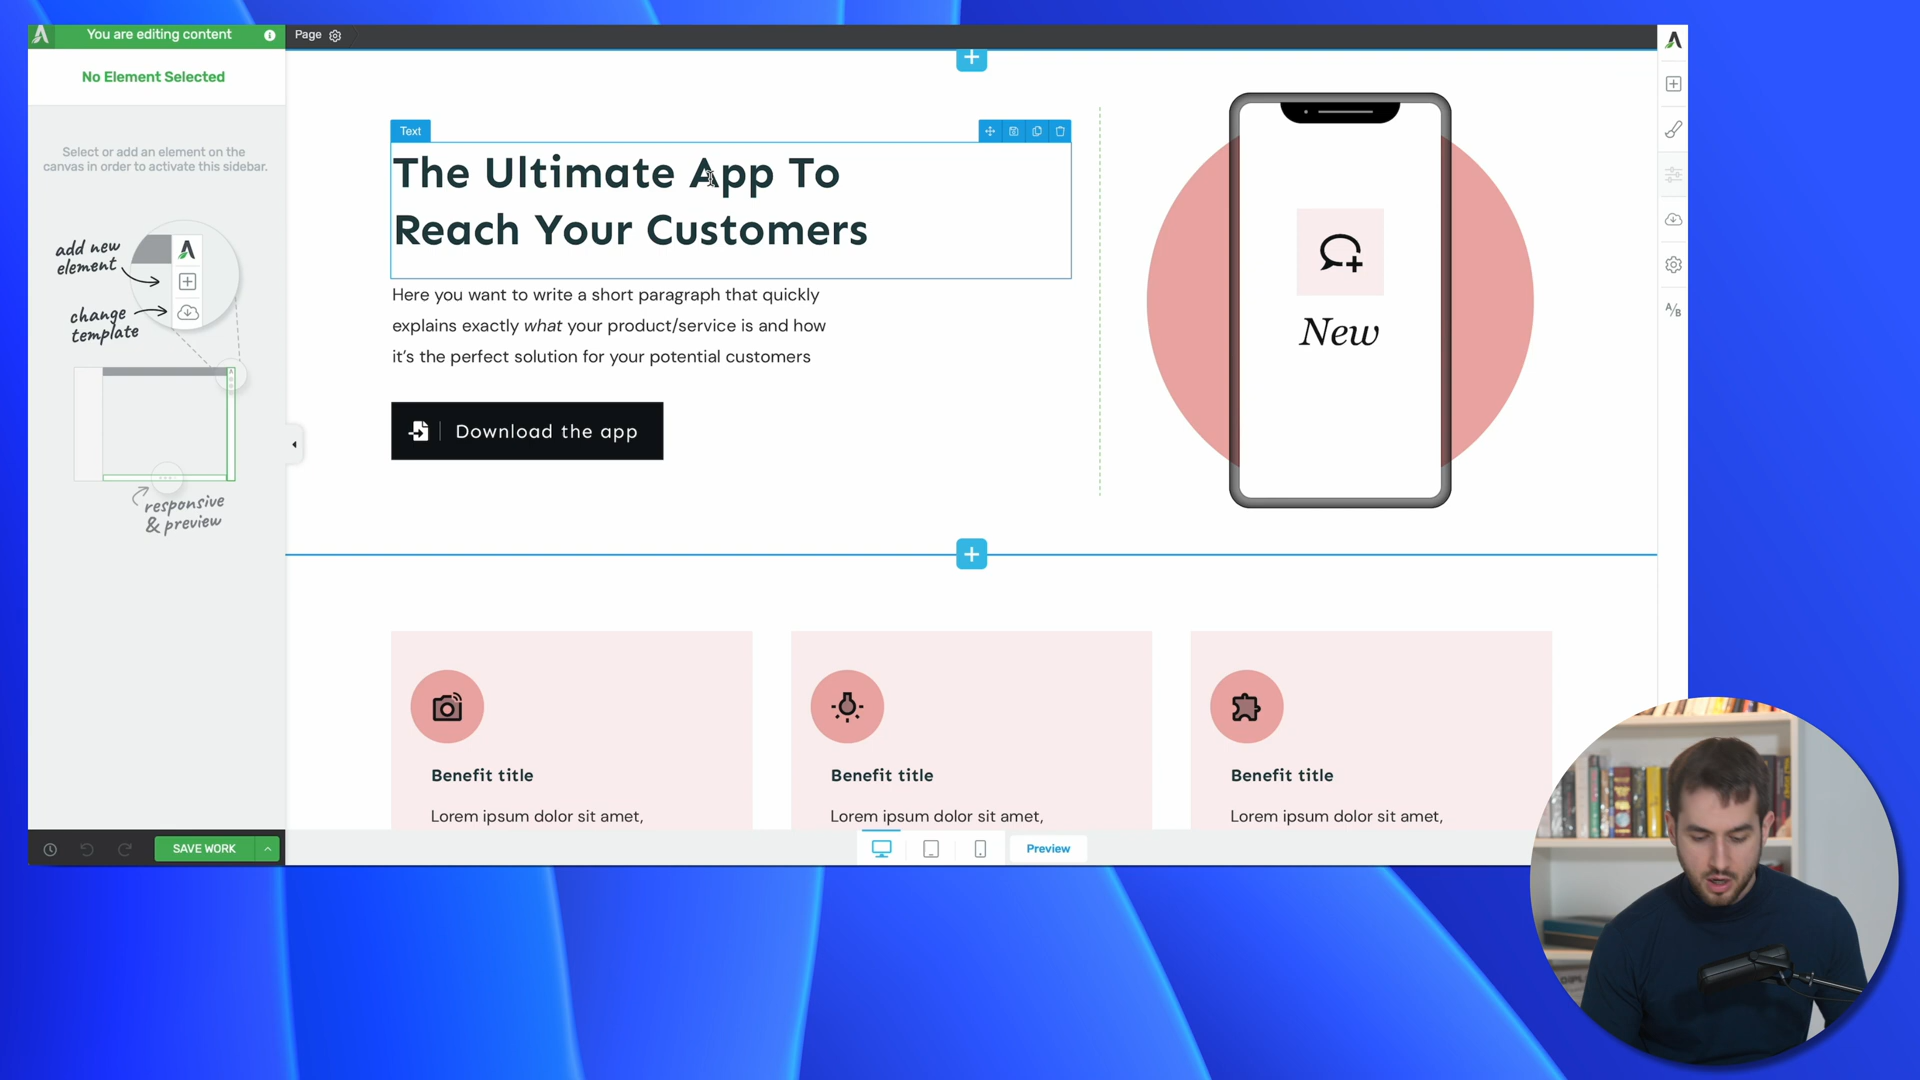 You are editing content
Page
No Element Selected
Select or add an element on the
canvas in order to activate this sidebar.
add new
element
change
template
responsive
& preview
Text
The Ultimate App To
Reach Your Customers
Here you want to write a short paragraph that quickly
explains exactly what your product/service is and how
it's the perfect solution for your potential customers
Download the app
New
A/B
Benefit title
Lorem ipsum dolor sit amet,
Benefit title
Lorem ipsum dolor sit amet,
Benefit title
Lorem ipsum dolor sit amet,
SAVE WORK
Preview